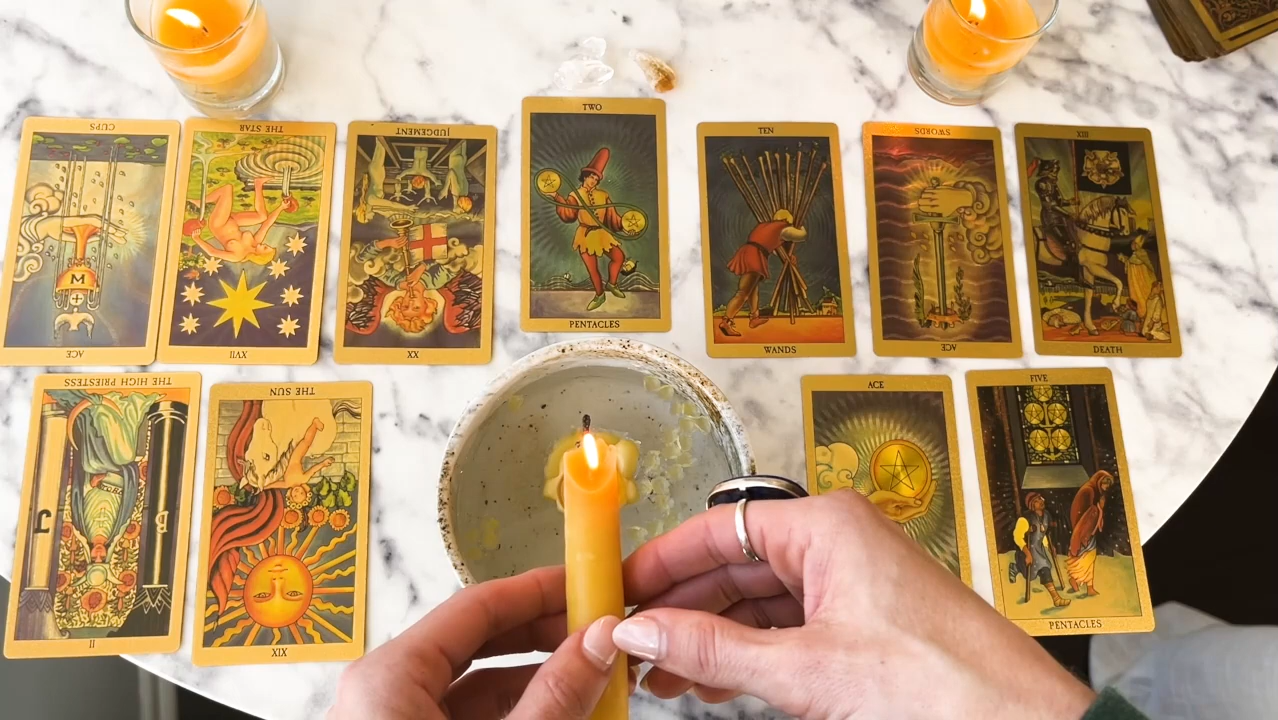 CUPS
ACE
THE STAR
XVII
JUDGEMENT
XX
TWO
PENTACLES
TEN
WANDS
SWORDS
ACE
XIII
DEATH
THE HIGH PRIESTESS
II
THE SUN
XIX
ACE
FIVE
PENTACLES
M